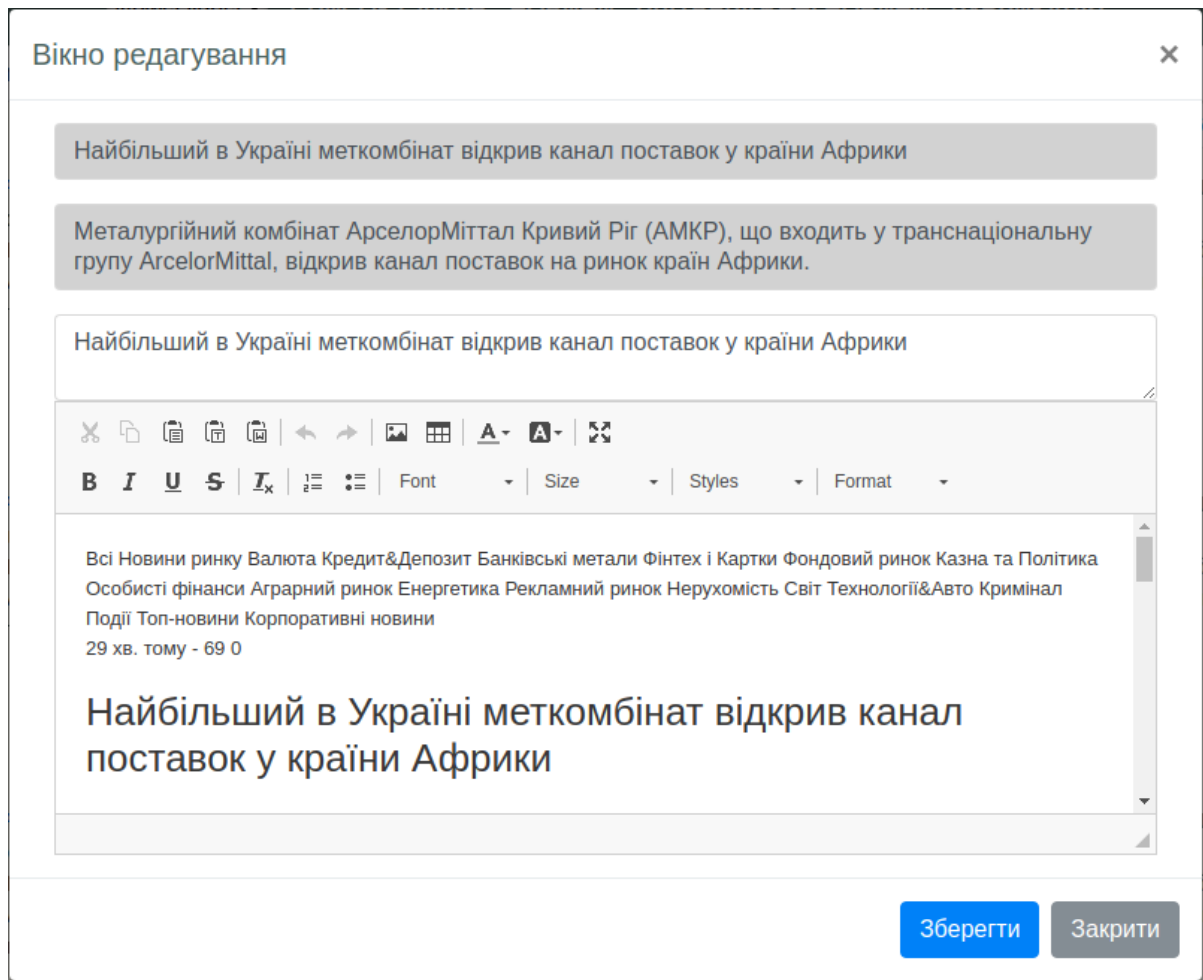 Вікно редагування ×
Найбільший в Україні меткомбінат відкрив канал поставок у країни Африки
Металургійний комбінат АрселорМіттал Кривий Ріг (АМКР), що входить у транснаціональну
групу ArcelorMittal, відкрив канал поставок на ринок країн Африки.
Найбільший в Україні меткомбінат відкрив канал поставок у країни Африки
B I U S Tx Font Size Styles Format
Всі Новини ринку Валюта Кредит&Депозит Банківські метали Фінтех і Картки Фондовий ринок Казна та Політика
Особисті фінанси Аграрний ринок Енергетика Рекламний ринок Нерухомість Світ Технології&Авто Кримінал
Події Топ-новини Корпоративні новини
29 хв. тому - 69 0
Найбільший в Україні меткомбінат відкрив канал
поставок у країни Африки
Зберегти Закрити